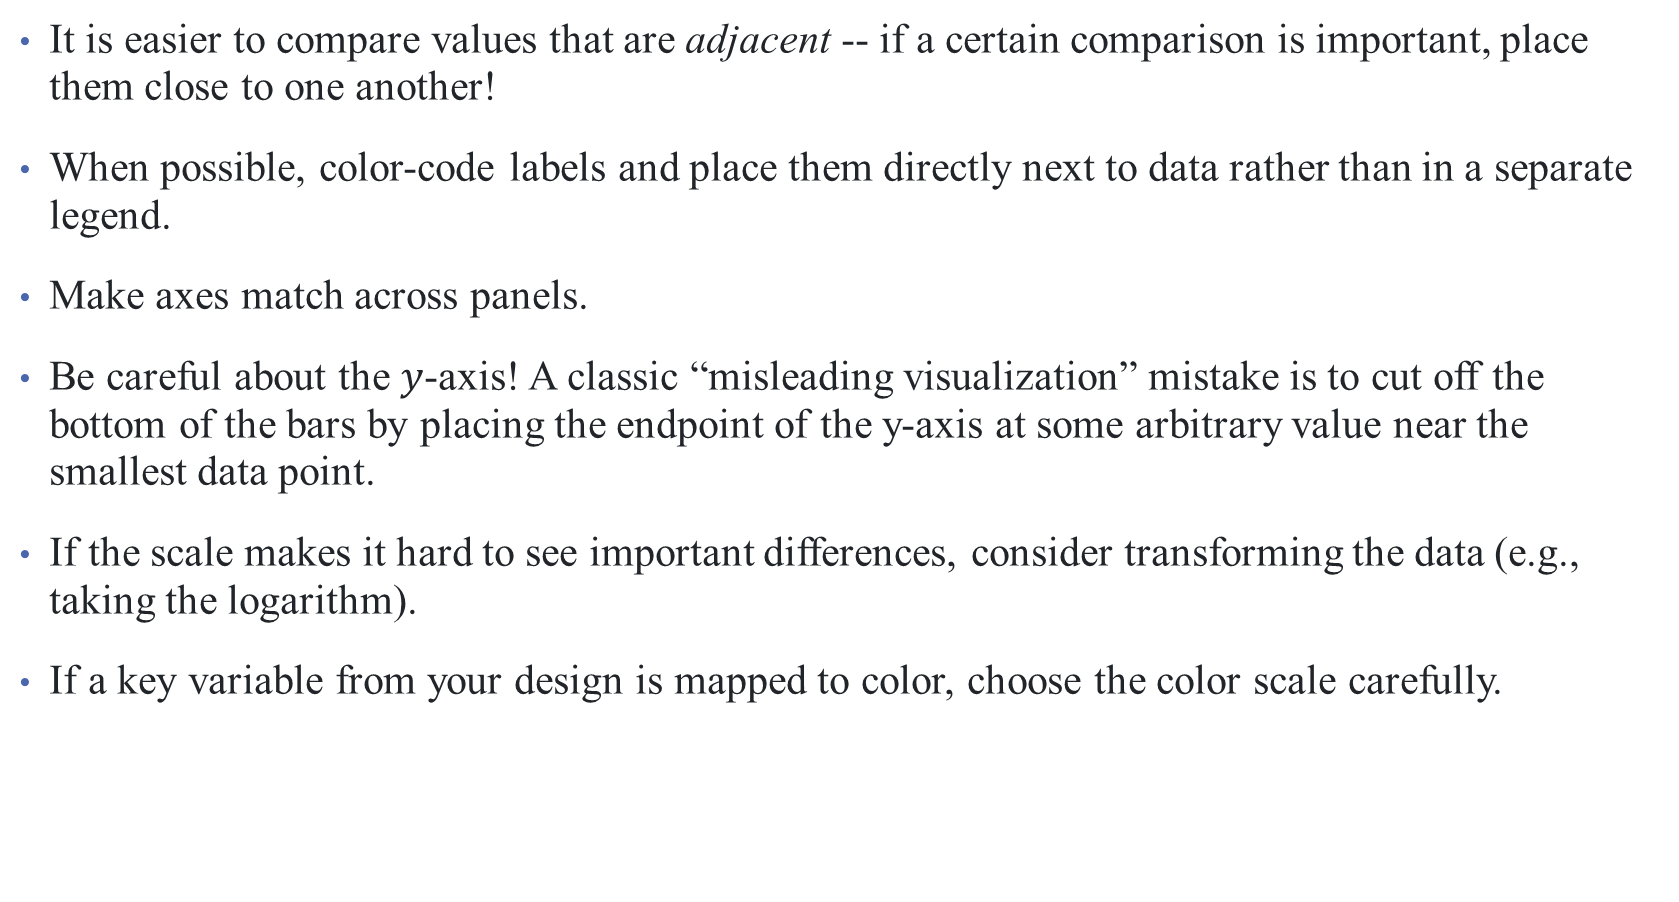 • It is easier to compare values that are adjacent -- if a certain comparison is important, place
them close to one another!
• When possible, color-code labels and place them directly next to data rather than in a separate
legend.
• Make axes match across panels.
• Be careful about the y-axis! A classic “misleading visualization” mistake is to cut off the
bottom of the bars by placing the endpoint of the y-axis at some arbitrary value near the
smallest data point.
• If the scale makes it hard to see important differences, consider transforming the data (e.g.,
taking the logarithm).
• If a key variable from your design is mapped to color, choose the color scale carefully.